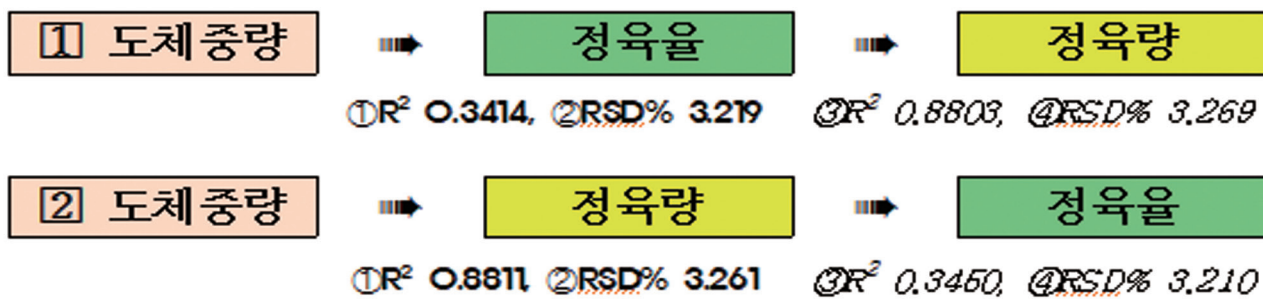 1 도체중량 ➠ 정육율 ➠ 정육량
①R² 0.3414, ②RSD% 3.219 ③R² 0.8803, ④RSD% 3.269
2 도체중량 ➠ 정육량 ➠ 정육율
①R² 0.8811, ②RSD% 3.261 ③R² 0.3460, ④RSD% 3.210